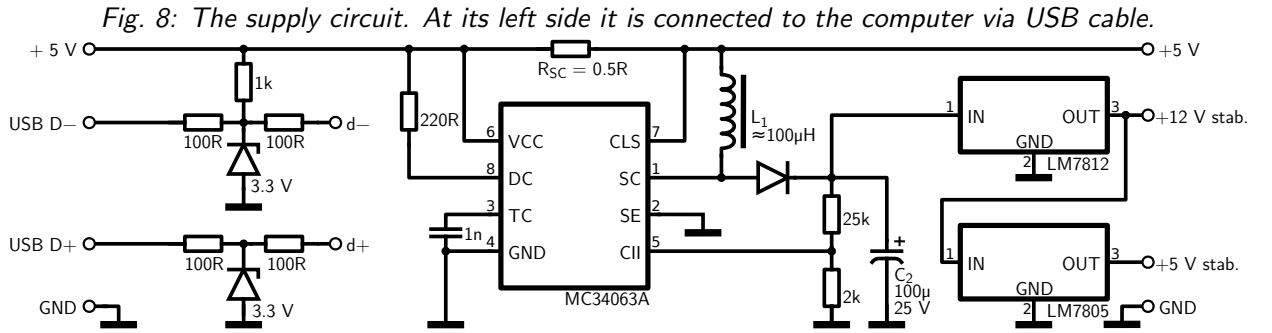 Fig. 8: The supply circuit. At its left side it is connected to the computer via USB cable.
+ 5 V
R_SC = 0.5R
+5 V
1k
220R
L₁
≈100µH
USB D−
100R
100R
d−
3.3 V
6
VCC
8
DC
3
TC
4
GND
CLS
7
SC
1
SE
2
CII
5
MC34063A
1n
1
IN
OUT
3
GND
2
LM7812
+12 V stab.
25k
2k
+
C₂
100µ
25 V
USB D+
100R
100R
d+
3.3 V
1
IN
OUT
3
GND
2
LM7805
+5 V stab.
GND
GND